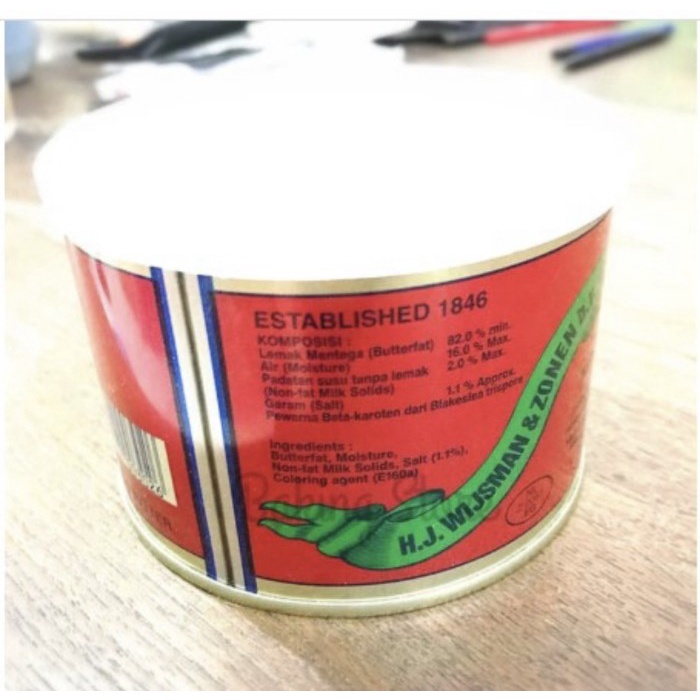 ESTABLISHED 1846
KOMPOSISI :
Lemak Mentega (Butterfat) 82.0 % min.
Air (Moisture) 16.0 % Max.
Padatan susu tanpa lemak 2.0 % Max.
(Non-fat Milk Solids)
Garam (Salt) 1.1 % Approx.
Pewarna Beta-karoten dari Blakeslea trispora
Ingredients :
Butterfat, Moisture,
Non-fat Milk Solids, Salt (1.1%),
Coloring agent (E160a)
H.J. WIJSMAN & ZONEN